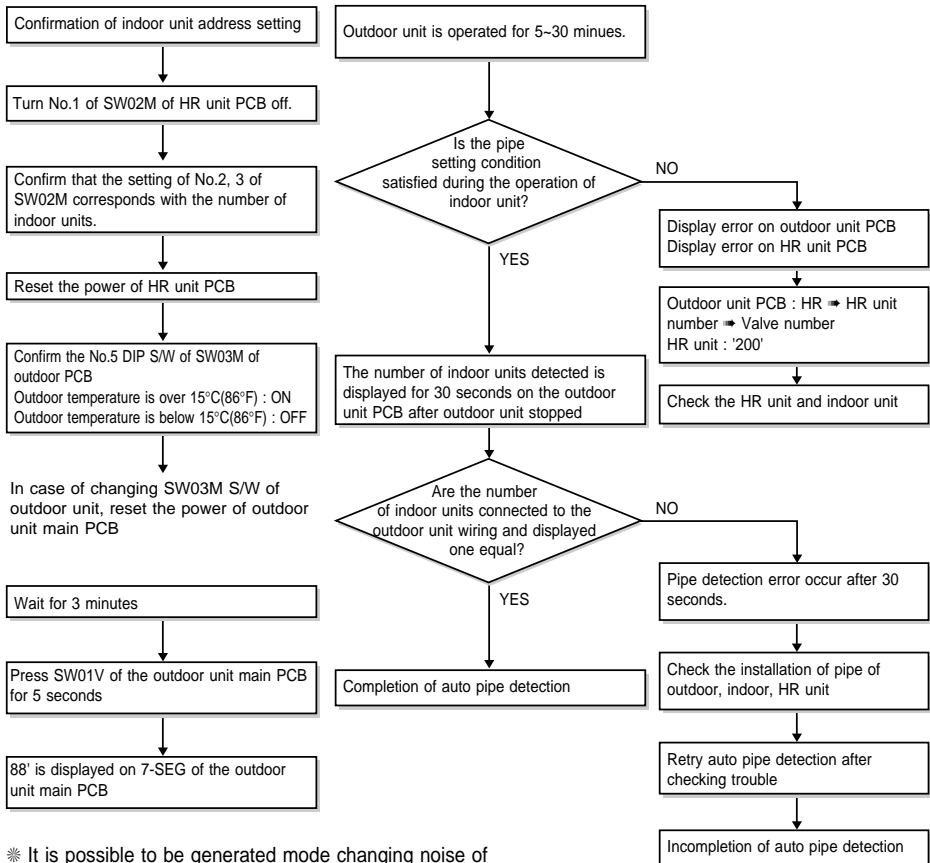 Confirmation of indoor unit address setting
Turn No.1 of SW02M of HR unit PCB off.
Confirm that the setting of No.2, 3 of
SW02M corresponds with the number of
indoor units.
Reset the power of HR unit PCB
Confirm the No.5 DIP S/W of SW03M of
outdoor PCB
Outdoor temperature is over 15°C(86°F) : ON
Outdoor temperature is below 15°C(86°F) : OFF
In case of changing SW03M S/W of
outdoor unit, reset the power of outdoor
unit main PCB
Wait for 3 minutes
Press SW01V of the outdoor unit main PCB
for 5 seconds
88' is displayed on 7-SEG of the outdoor
unit main PCB
※ It is possible to be generated mode changing noise of
Outdoor unit is operated for 5~30 minues.
Is the pipe
setting condition
satisfied during the operation of
indoor unit?
NO
YES
The number of indoor units detected is
displayed for 30 seconds on the outdoor
unit PCB after outdoor unit stopped
Are the number
of indoor units connected to the
outdoor unit wiring and displayed
one equal?
NO
YES
Completion of auto pipe detection
Display error on outdoor unit PCB
Display error on HR unit PCB
Outdoor unit PCB : HR ➠ HR unit
number ➠ Valve number
HR unit : '200'
Check the HR unit and indoor unit
Pipe detection error occur after 30
seconds.
Check the installation of pipe of
outdoor, indoor, HR unit
Retry auto pipe detection after
checking trouble
Incompletion of auto pipe detection